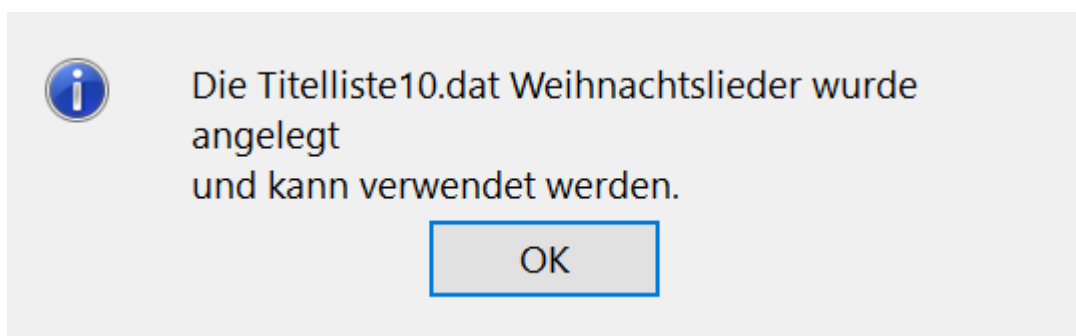 Die Titelliste10.dat Weihnachtslieder wurde
angelegt
und kann verwendet werden.
OK